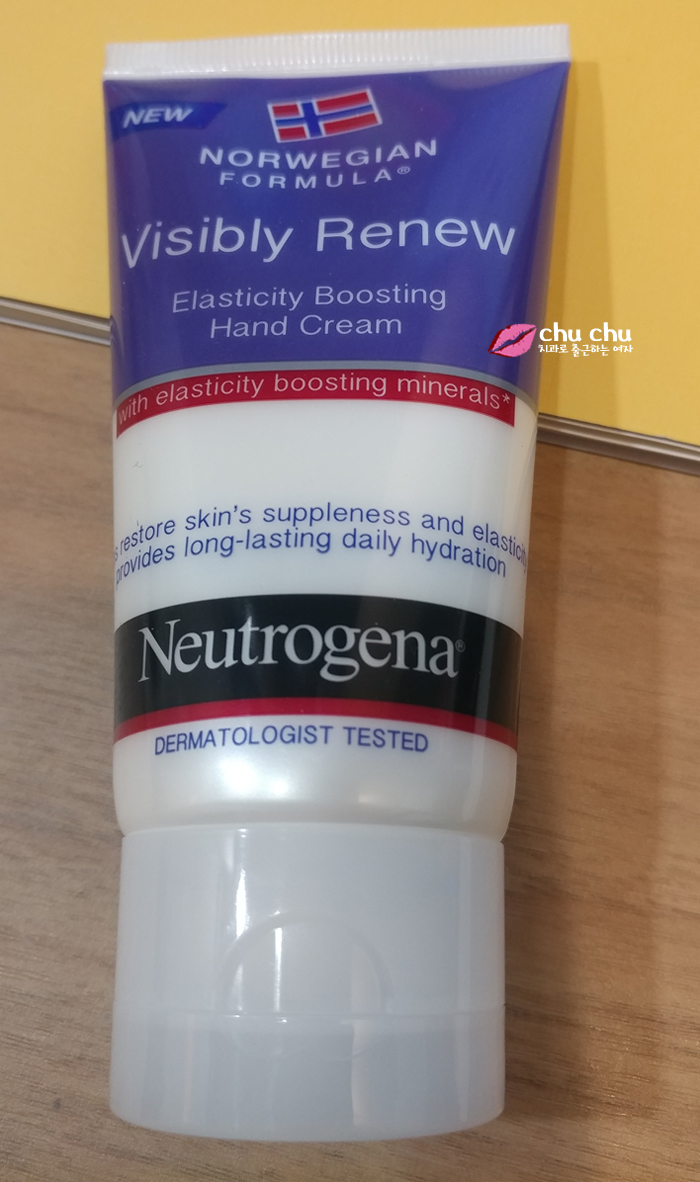 NEW
NORWEGIAN
FORMULA®
Visibly Renew
Elasticity Boosting
Hand Cream
chu chu
치과로 출근하는 여자
with elasticity boosting minerals*
restore skin's suppleness and elasticity
provides long-lasting daily hydration
Neutrogena®
DERMATOLOGIST TESTED